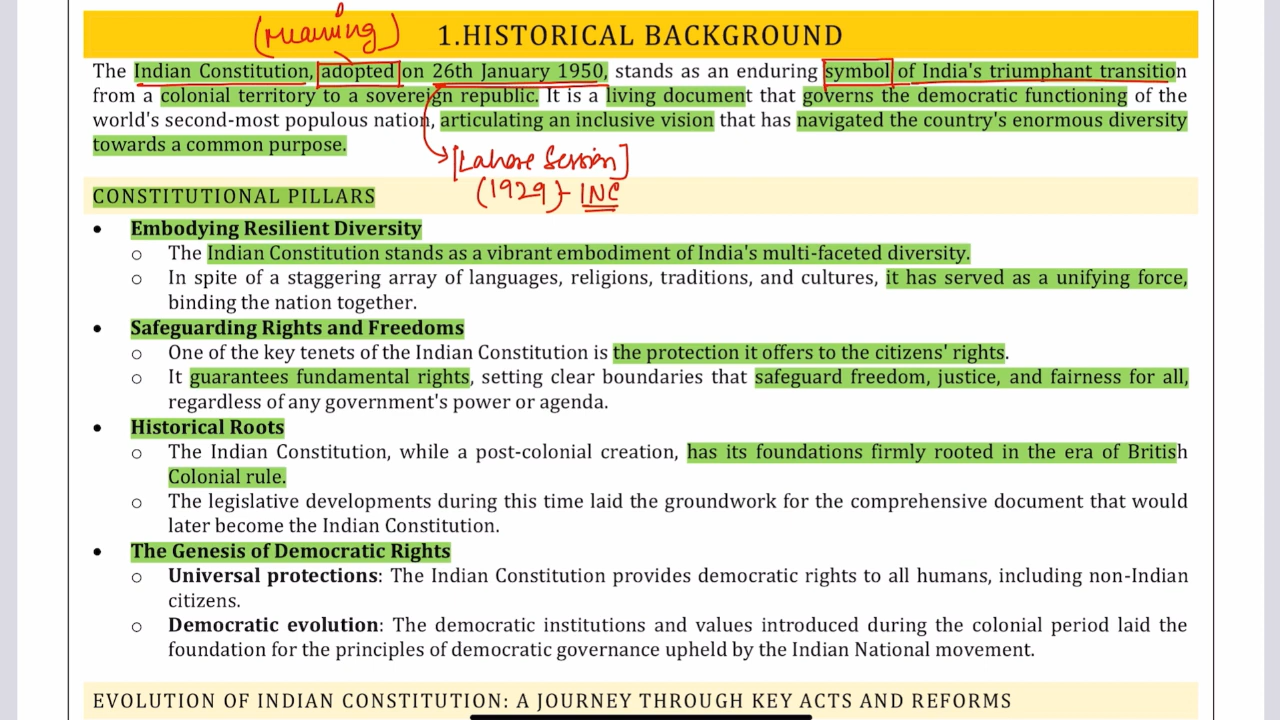 (Meaning)
1.HISTORICAL BACKGROUND
The Indian Constitution, adopted on 26th January 1950, stands as an enduring symbol of India's triumphant transition
from a colonial territory to a sovereign republic. It is a living document that governs the democratic functioning of the
world's second-most populous nation, articulating an inclusive vision that has navigated the country's enormous diversity
towards a common purpose.
[Lahore Session]
(1929) - INC
CONSTITUTIONAL PILLARS
• Embodying Resilient Diversity
o The Indian Constitution stands as a vibrant embodiment of India's multi-faceted diversity.
o In spite of a staggering array of languages, religions, traditions, and cultures, it has served as a unifying force,
binding the nation together.
• Safeguarding Rights and Freedoms
o One of the key tenets of the Indian Constitution is the protection it offers to the citizens' rights.
o It guarantees fundamental rights, setting clear boundaries that safeguard freedom, justice, and fairness for all,
regardless of any government's power or agenda.
• Historical Roots
o The Indian Constitution, while a post-colonial creation, has its foundations firmly rooted in the era of British
Colonial rule.
o The legislative developments during this time laid the groundwork for the comprehensive document that would
later become the Indian Constitution.
• The Genesis of Democratic Rights
o Universal protections: The Indian Constitution provides democratic rights to all humans, including non-Indian
citizens.
o Democratic evolution: The democratic institutions and values introduced during the colonial period laid the
foundation for the principles of democratic governance upheld by the Indian National movement.
EVOLUTION OF INDIAN CONSTITUTION: A JOURNEY THROUGH KEY ACTS AND REFORMS